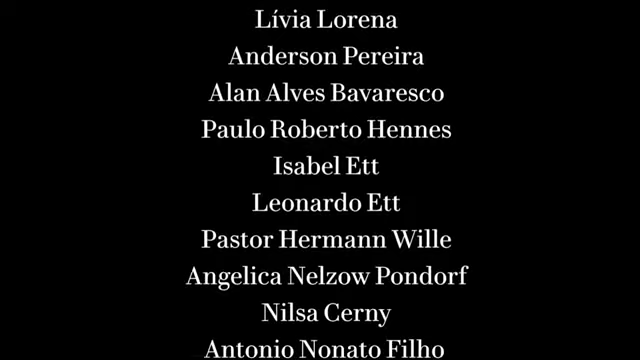 Lívia Lorena
Anderson Pereira
Alan Alves Bavaresco
Paulo Roberto Hennes
Isabel Ett
Leonardo Ett
Pastor Hermann Wille
Angelica Nelzow Pondorf
Nilsa Cerny
Antonio Nonato Filho